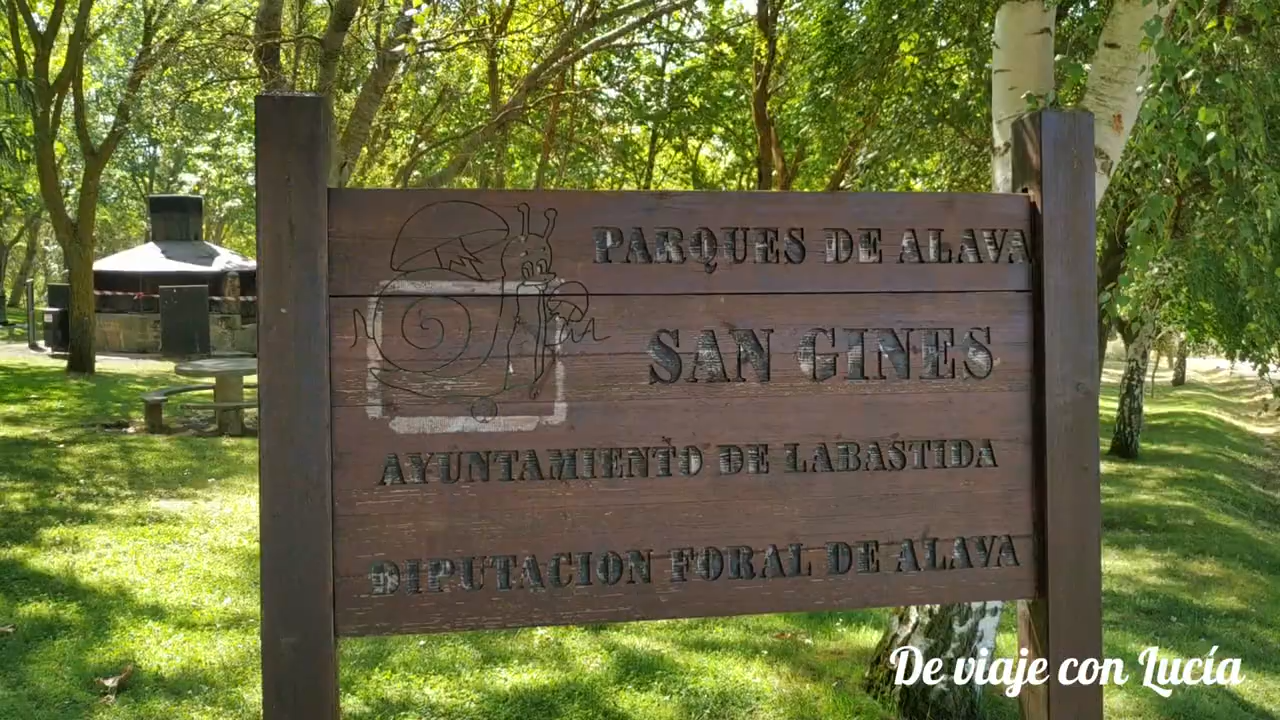 PARQUES DE ALAVA
SAN GINES
AYUNTAMIENTO DE LABASTIDA
DIPUTACION FORAL DE ALAVA
De viaje con Lucía